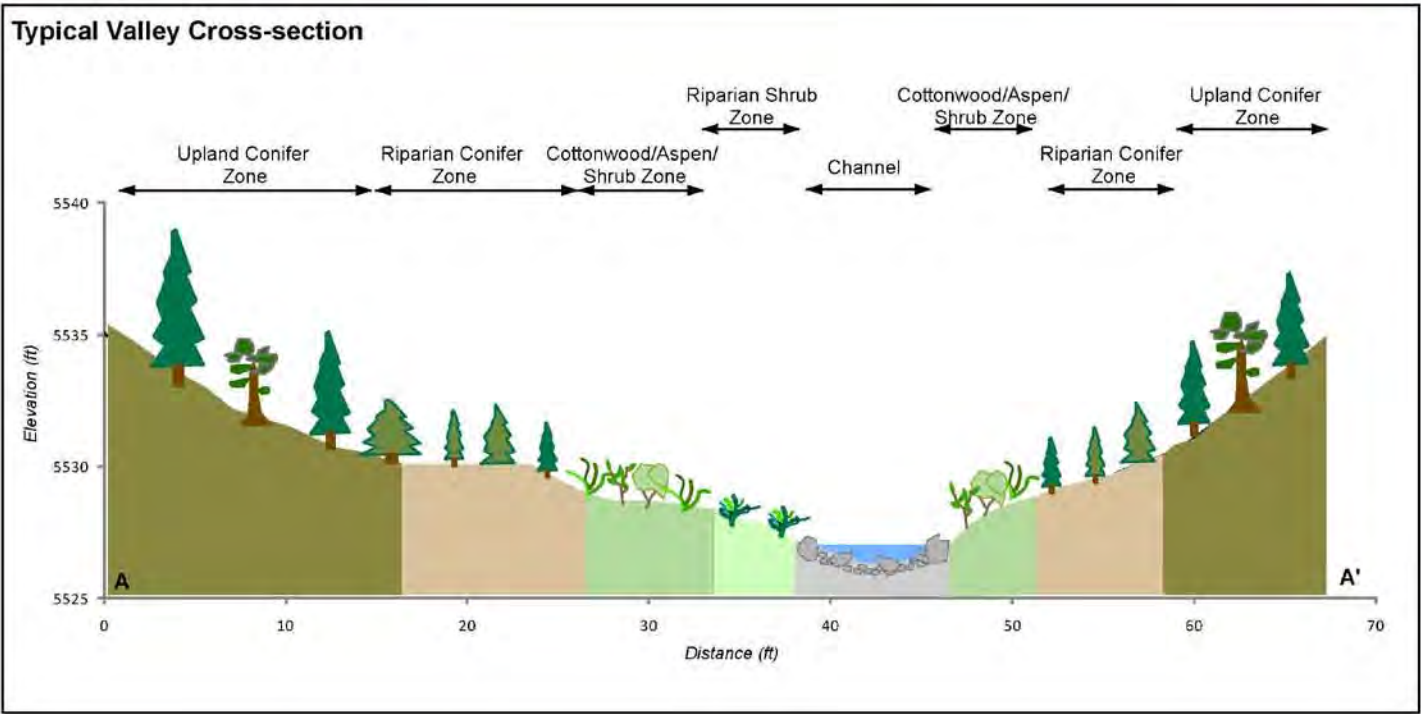 Typical Valley Cross-section
Riparian Shrub
Zone
Cottonwood/Aspen/
Shrub Zone
Upland Conifer
Zone
Upland Conifer
Zone
Riparian Conifer
Zone
Cottonwood/Aspen/
Shrub Zone
Channel
Riparian Conifer
Zone
5540
5535
5530
5525
Elevation (ft)
A
A'
0 10 20 30 40 50 60 70
Distance (ft)